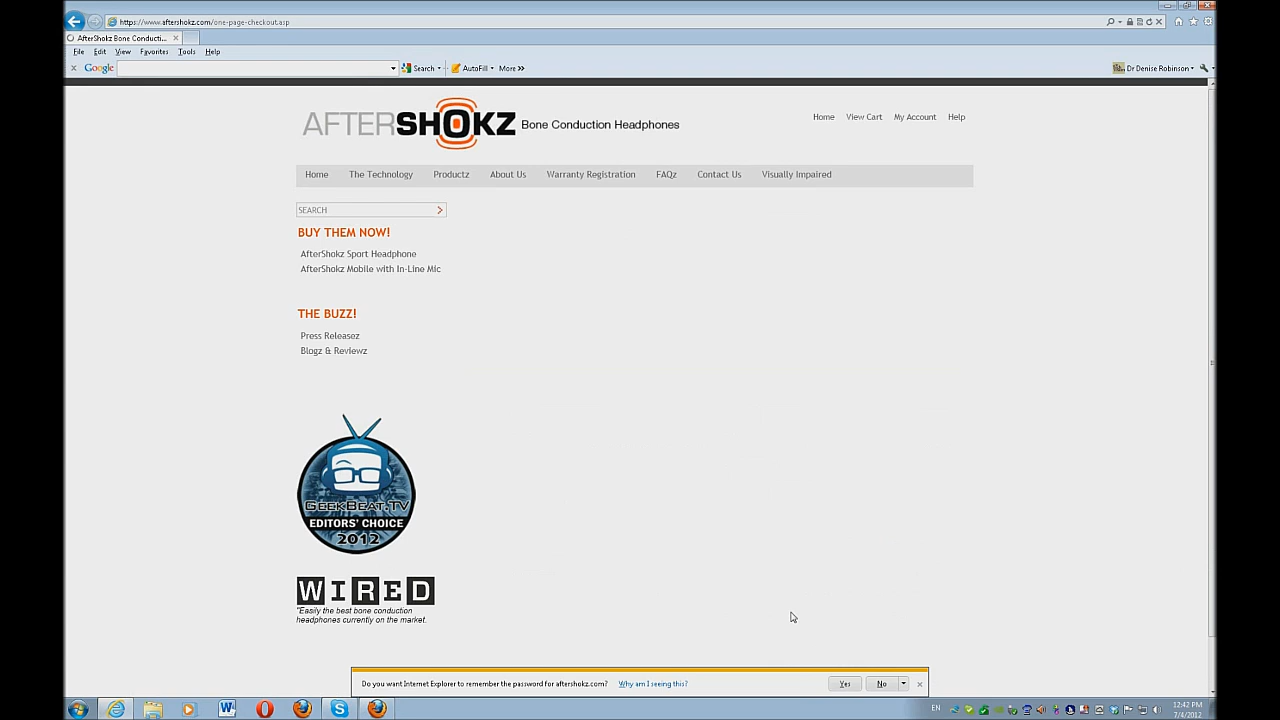 https://www.aftershokz.com/one-page-checkout.asp
AfterShokz Bone Conducti...
File Edit View Favorites Tools Help
Google Search AutoFill More Dr Denise Robinson
AFTERSHOKZ Bone Conduction Headphones
Home View Cart My Account Help
Home The Technology Productz About Us Warranty Registration FAQz Contact Us Visually Impaired
SEARCH
BUY THEM NOW!
AfterShokz Sport Headphone
AfterShokz Mobile with In-Line Mic
THE BUZZ!
Press Releasez
Blogz & Reviewz
GEEKBEAT.TV
EDITORS' CHOICE
2012
WIRED
"Easily the best bone conduction
headphones currently on the market.
Do you want Internet Explorer to remember the password for aftershokz.com? Why am I seeing this? Yes No
EN
12:42 PM
7/4/2012